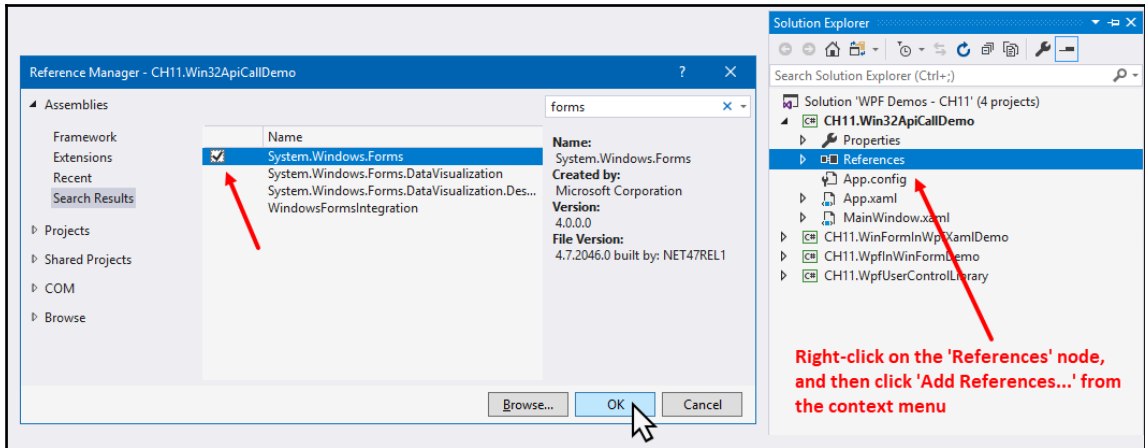 Reference Manager - CH11.Win32ApiCallDemo
Assemblies
Framework
Extensions
Recent
Search Results
Projects
Shared Projects
COM
Browse
Name
System.Windows.Forms
System.Windows.Forms.DataVisualization
System.Windows.Forms.DataVisualization.Des...
WindowsFormsIntegration
forms
Name:
System.Windows.Forms
Created by:
Microsoft Corporation
Version:
4.0.0.0
File Version:
4.7.2046.0 built by: NET47REL1
Browse...
OK
Cancel
Solution Explorer
Search Solution Explorer (Ctrl+;)
Solution 'WPF Demos - CH11' (4 projects)
C# CH11.Win32ApiCallDemo
Properties
References
App.config
App.xaml
MainWindow.xaml
C# CH11.WinFormInWpfXamlDemo
C# CH11.WpfInWinFormDemo
C# CH11.WpfUserControlLibrary
Right-click on the 'References' node,
and then click 'Add References...' from
the context menu